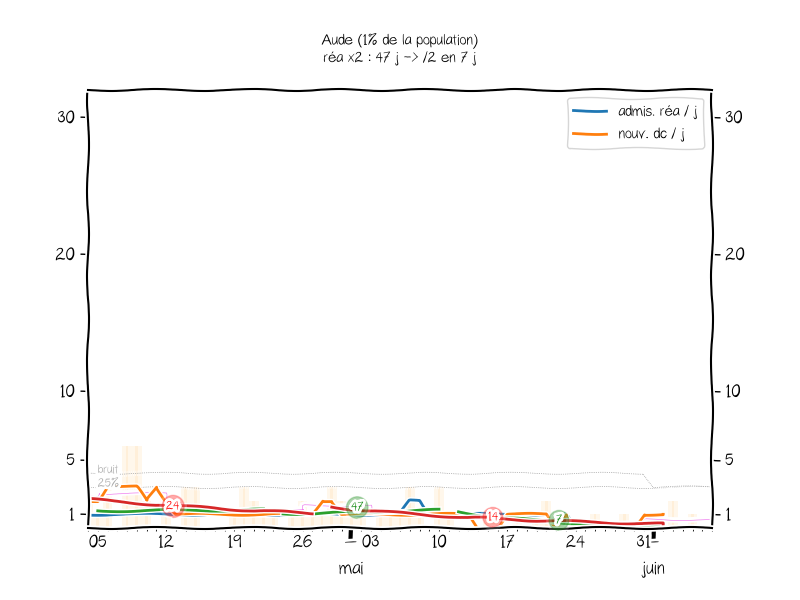 Aude (1% de la population)
réa x2 : 47 j -> /2 en 7 j
admis. réa / j
nouv. dc / j
30
30
20
20
10
10
5
5
bruit
25%
1
1
24
47
14
7
05 12 19 26 03 10 17 24 31
mai juin